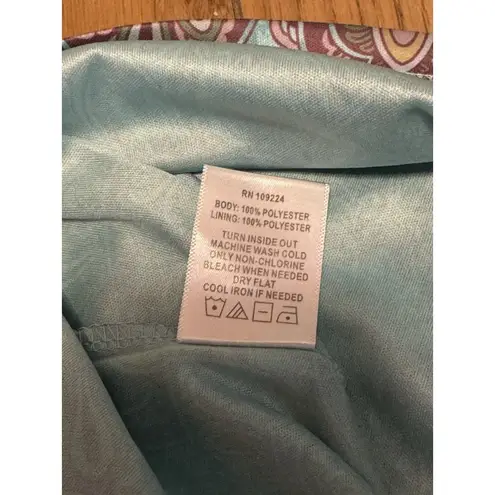 RN 109224
BODY: 100% POLYESTER
LINING: 100% POLYESTER
TURN INSIDE OUT
MACHINE WASH COLD
ONLY NON-CHLORINE
BLEACH WHEN NEEDED
DRY FLAT
COOL IRON IF NEEDED